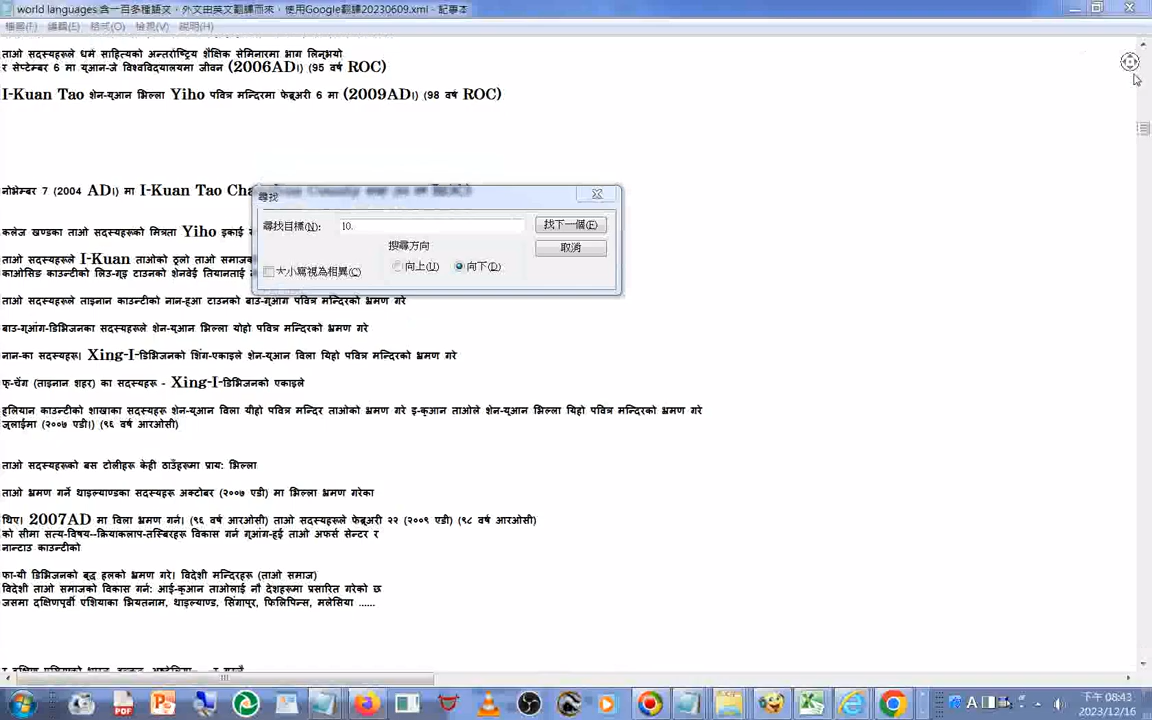 world languages 含一百多種語文，外文由英文翻譯而來，使用Google翻譯20230609.xml - 記事本
檔案(F) 編輯(E) 格式(O) 檢視(V) 說明(H)
ताओ सदस्यहरूले धर्म साहित्यको अन्तर्राष्ट्रिय शैक्षिक सेमिनारमा भाग लिनुभयो
र सेप्टेम्बर 6 मा युआन-जे विश्वविद्यालयमा जीवन (2006AD।) (95 वर्ष ROC)
I-Kuan Tao शेन-युआन भिल्ला Yiho पवित्र मन्दिरमा फेब्रुअरी 6 मा (2009AD।) (98 वर्ष ROC)
नोभेम्बर 7 (2004 AD।) मा I-Kuan Tao
尋找
कलेज खण्डका ताओ सदस्यहरूको मित्रता Yiho इकाई
尋找目標(N): 10. 找下一個(F)
搜尋方向 取消
ताओ सदस्यहरूले I-Kuan ताओको ठूलो ताओ
大小寫視為相異(C) 向上(U) 向下(D)
काओसिङ काउन्टीको लिउ-गुइ टाउनको शेनवेई तियानताई
ताओ सदस्यहरूले ताइनान काउन्टीको नान-हुआ टाउनको बाउ-गुआंग पवित्र मन्दिरको भ्रमण गरे
बाउ-गुआंग-डिभिजनका सदस्यहरूले शेन-युआन भिल्ला योहो पवित्र मन्दिरको भ्रमण गरे
नान-का सदस्यहरू। Xing-I-डिभिजनको शिंग-एकाइले शेन-युआन विला यिहो पवित्र मन्दिरको भ्रमण गरे
फु-चेंग (ताइनान शहर) का सदस्यहरू - Xing-I-डिभिजनको एकाइले
हुलियान काउन्टीको शाखाका सदस्यहरू शेन-युआन विला यीहो पवित्र मन्दिर ताओको भ्रमण गरे इ-कुआन ताओले शेन-युआन भिल्ला यिहो पवित्र मन्दिरको भ्रमण गरे
जुलाईमा (२००७ एडी।) (९६ वर्ष आरओसी)
ताओ सदस्यहरूको बस टोलीहरू केही ठाउँहरूमा प्राय: भिल्ला
ताओ भ्रमण गर्ने थाइल्याण्डका सदस्यहरू अक्टोबर (२००७ एडी) मा भिल्ला भ्रमण गरेका
थिए। 2007AD मा विला भ्रमण गर्न। (९६ वर्ष आरओसी) ताओ सदस्यहरूले फेब्रुअरी २२ (२००९ एडी) (९८ वर्ष आरओसी)
को सीमा सत्य-विषय--क्रियाकलाप-तस्बिरहरू विकास गर्न गुआंग-हुई ताओ अफर्स सेन्टर र
नान्टाउ काउन्टीको
फा-यी डिभिजनको बुद्ध हलको भ्रमण गरे। विदेशी मन्दिरहरू (ताओ समाज)
विदेशी ताओ समाजको विकास गर्न: आई-कुआन ताओलाई नौ देशहरूमा प्रसारित गरेको छ
जसमा दक्षिणपूर्वी एशियाका भियतनाम, थाइल्याण्ड, सिंगापुर, फिलिपिन्स, मलेसिया ......
下午 08:43
2023/12/16